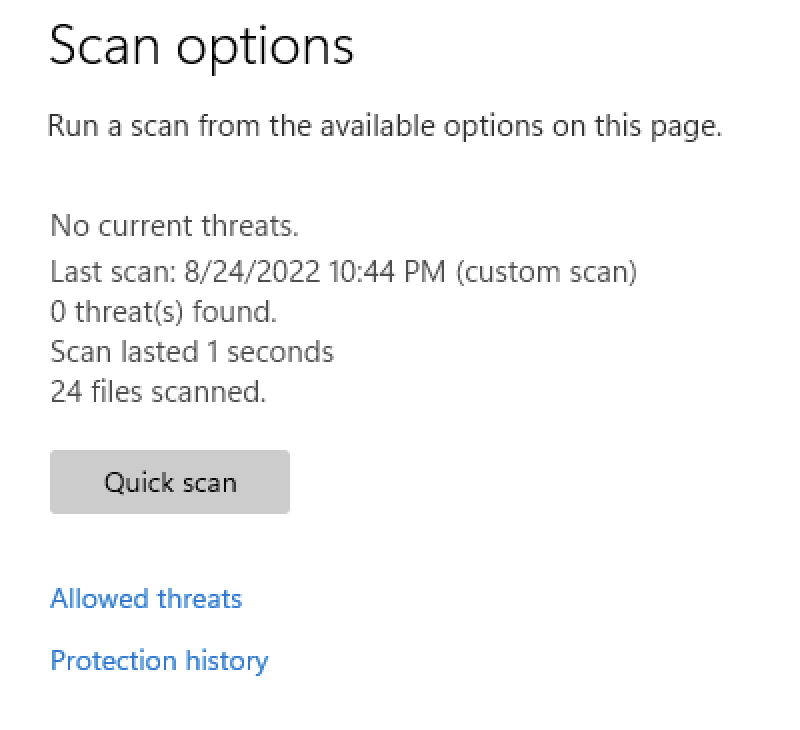 Scan options
Run a scan from the available options on this page.
No current threats.
Last scan: 8/24/2022 10:44 PM (custom scan)
0 threat(s) found.
Scan lasted 1 seconds
24 files scanned.
Quick scan
Allowed threats
Protection history